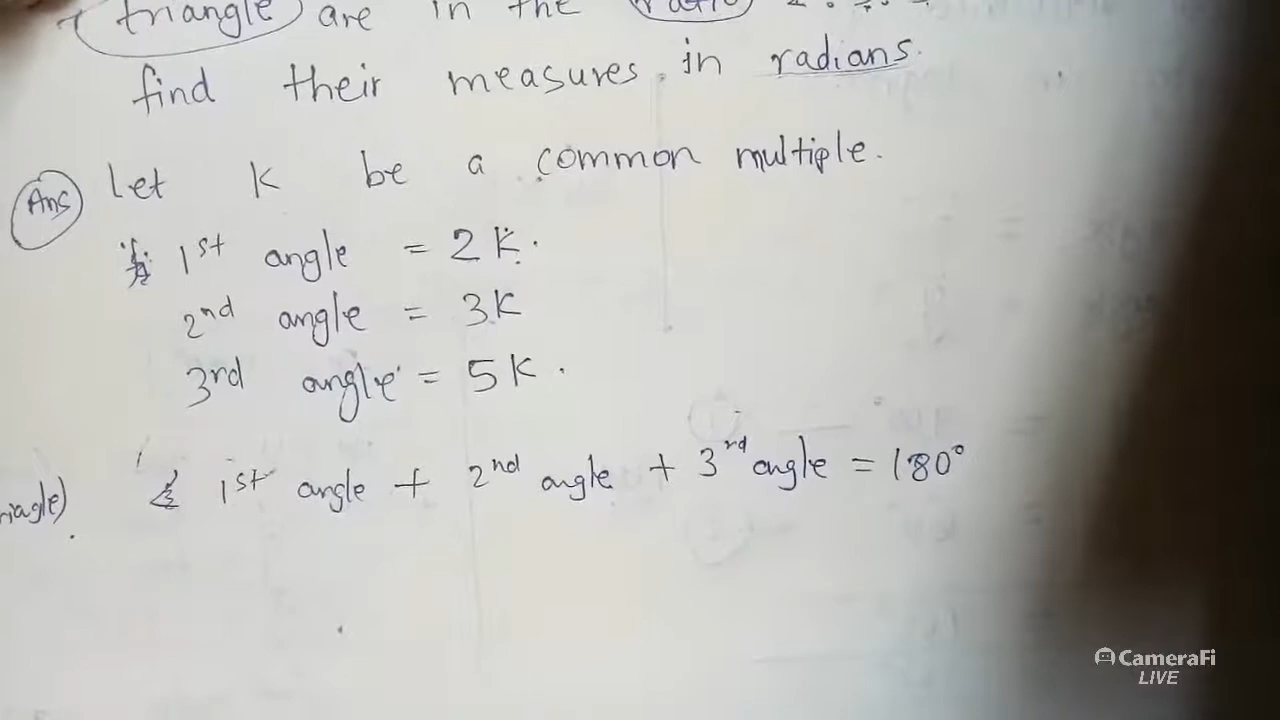 triangle are in the ratio
find their measures in radians.
Ans Let K be a common multiple.
1st angle = 2K.
2nd angle = 3K
3rd angle = 5K.
1st angle + 2nd angle + 3rd angle = 180°
CameraFi
LIVE